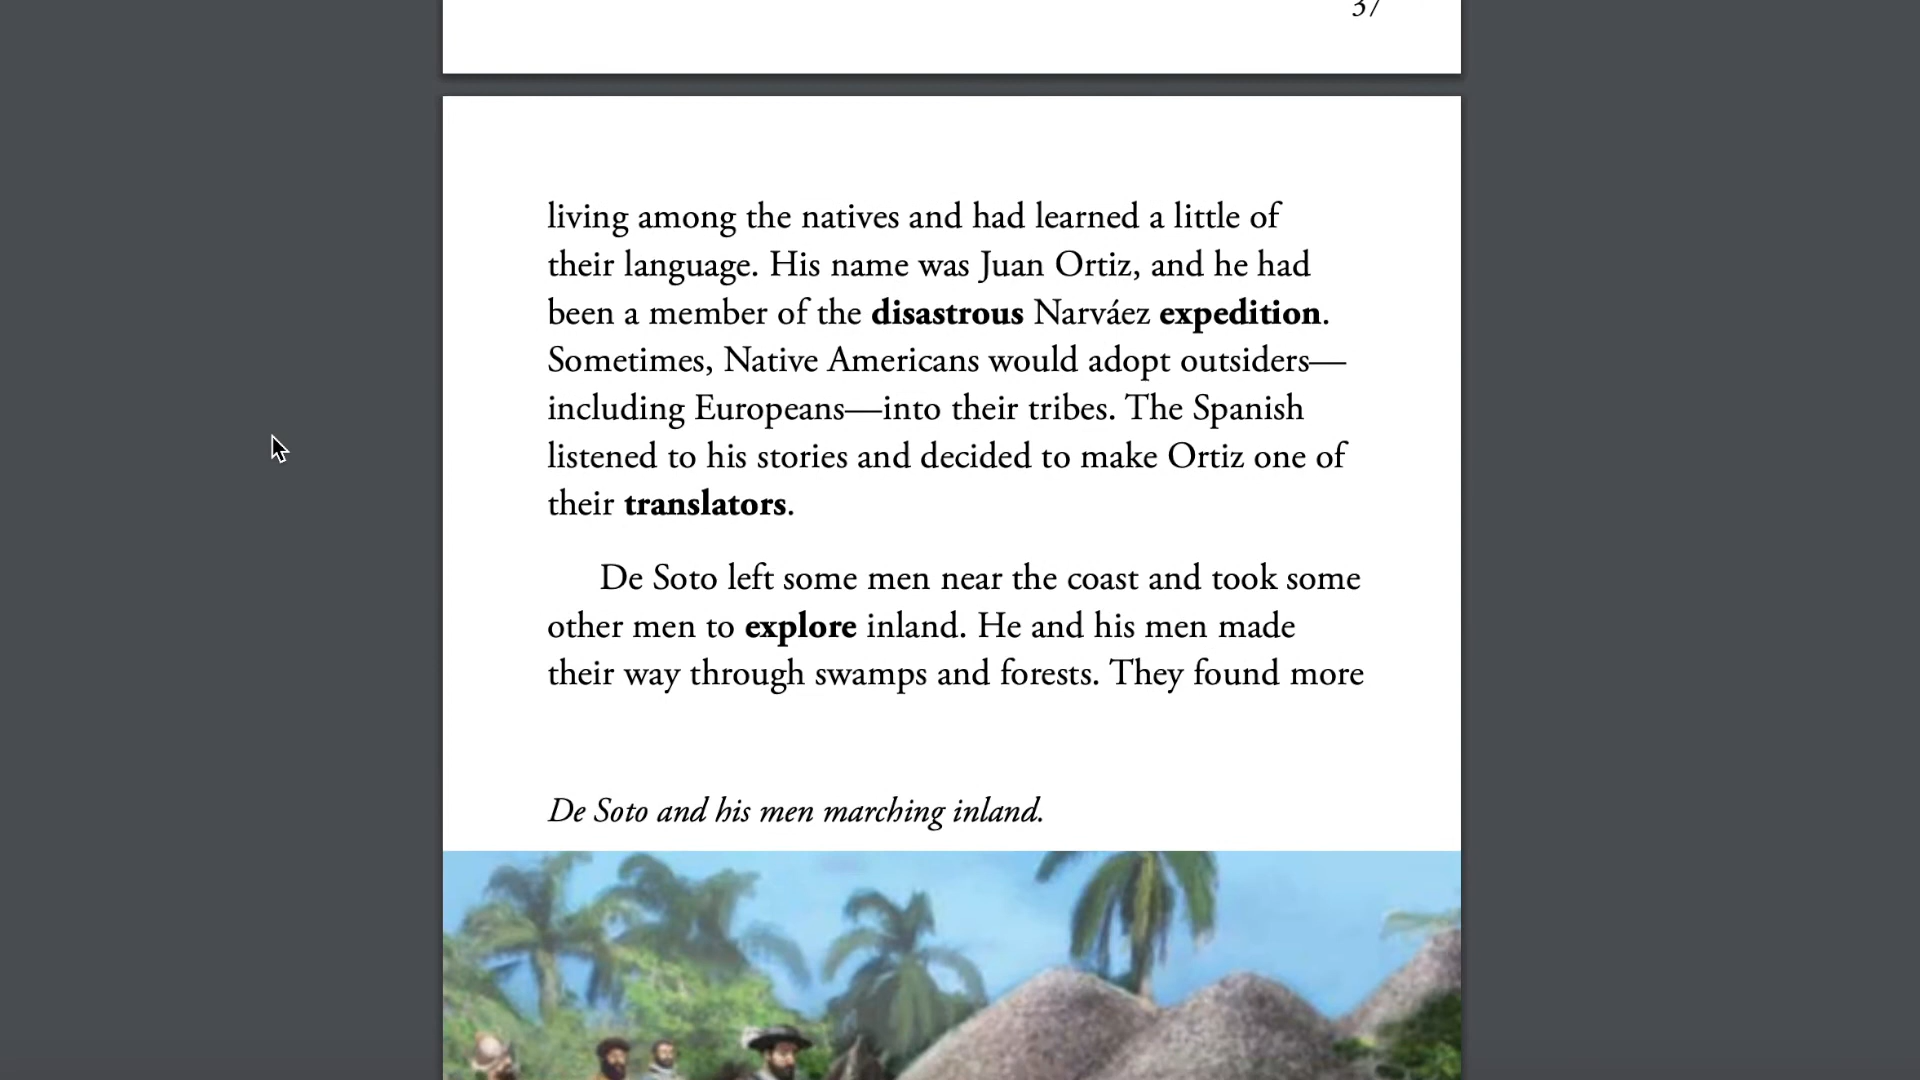 37
living among the natives and had learned a little of
their language. His name was Juan Ortiz, and he had
been a member of the disastrous Narváez expedition.
Sometimes, Native Americans would adopt outsiders—
including Europeans—into their tribes. The Spanish
listened to his stories and decided to make Ortiz one of
their translators.
De Soto left some men near the coast and took some
other men to explore inland. He and his men made
their way through swamps and forests. They found more
De Soto and his men marching inland.